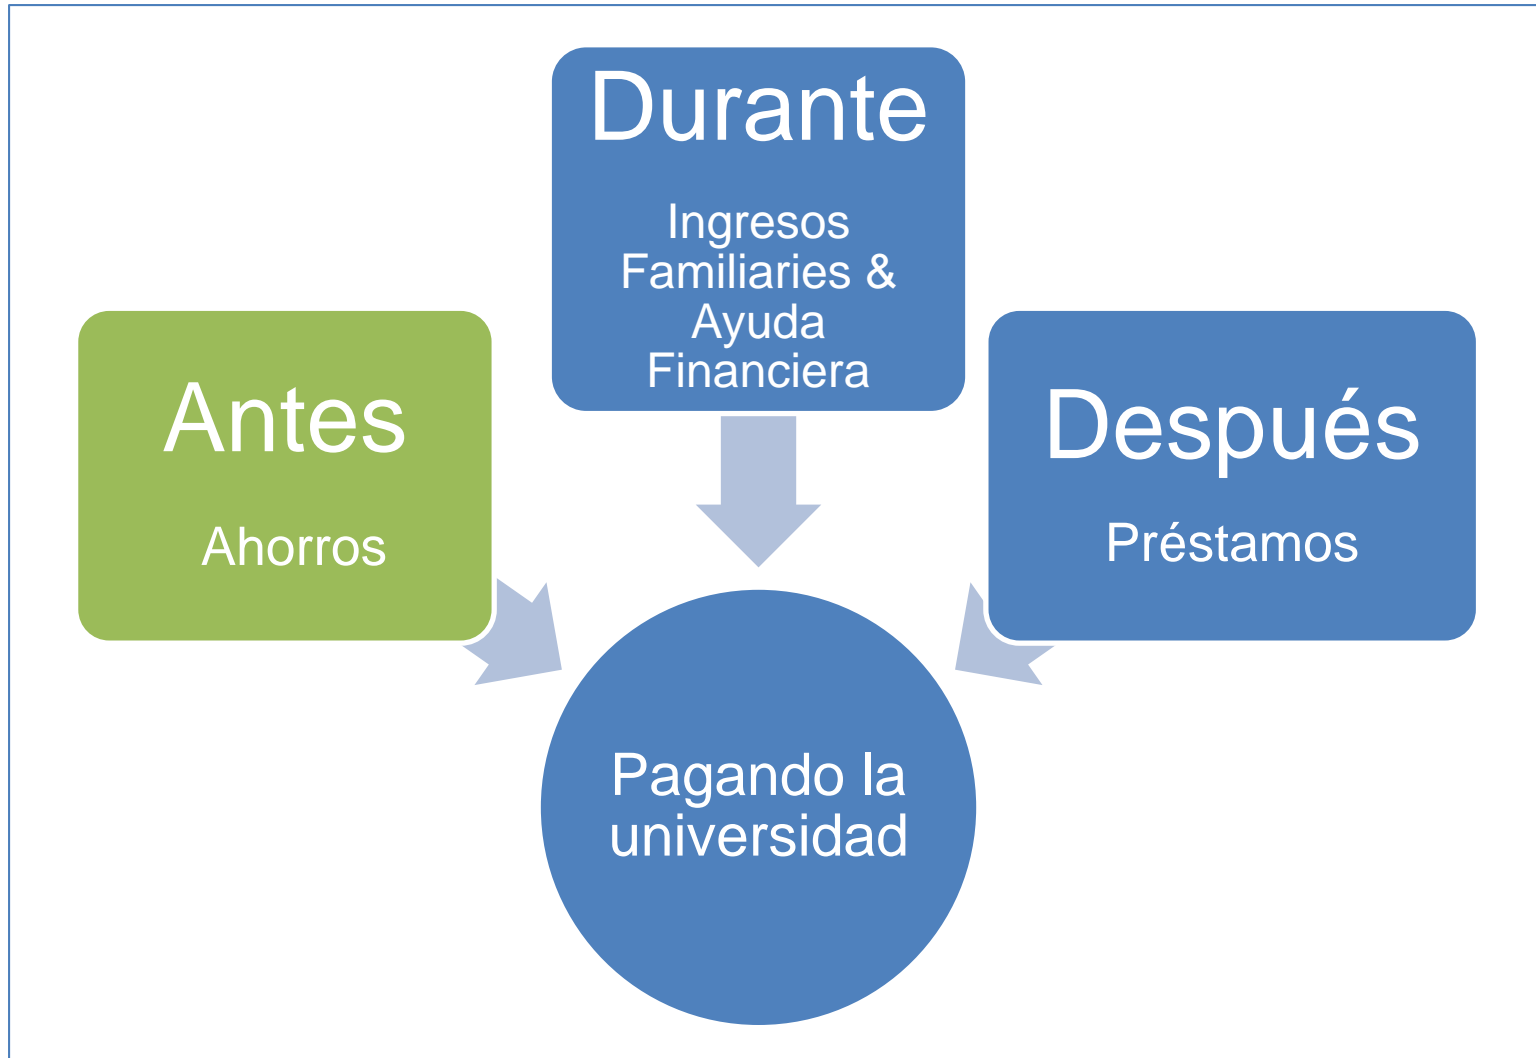 Durante
Ingresos
Familiaries &
Ayuda
Financiera
Antes
Ahorros
Después
Préstamos
Pagando la
universidad